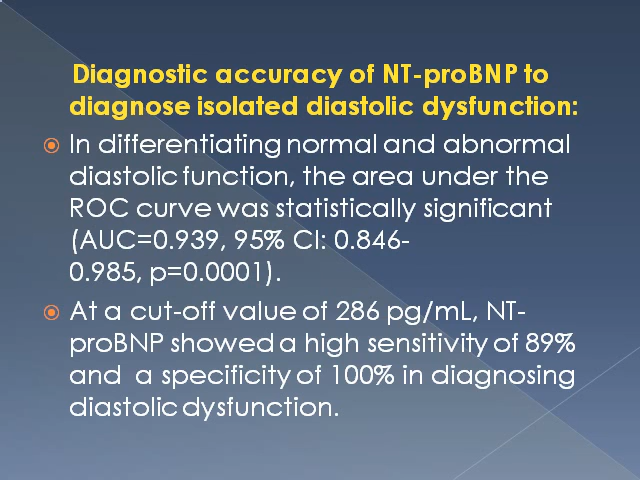 Diagnostic accuracy of NT-proBNP to
diagnose isolated diastolic dysfunction:
In differentiating normal and abnormal
diastolic function, the area under the
ROC curve was statistically significant
(AUC=0.939, 95% CI: 0.846-
0.985, p=0.0001).
At a cut-off value of 286 pg/mL, NT-
proBNP showed a high sensitivity of 89%
and  a specificity of 100% in diagnosing
diastolic dysfunction.